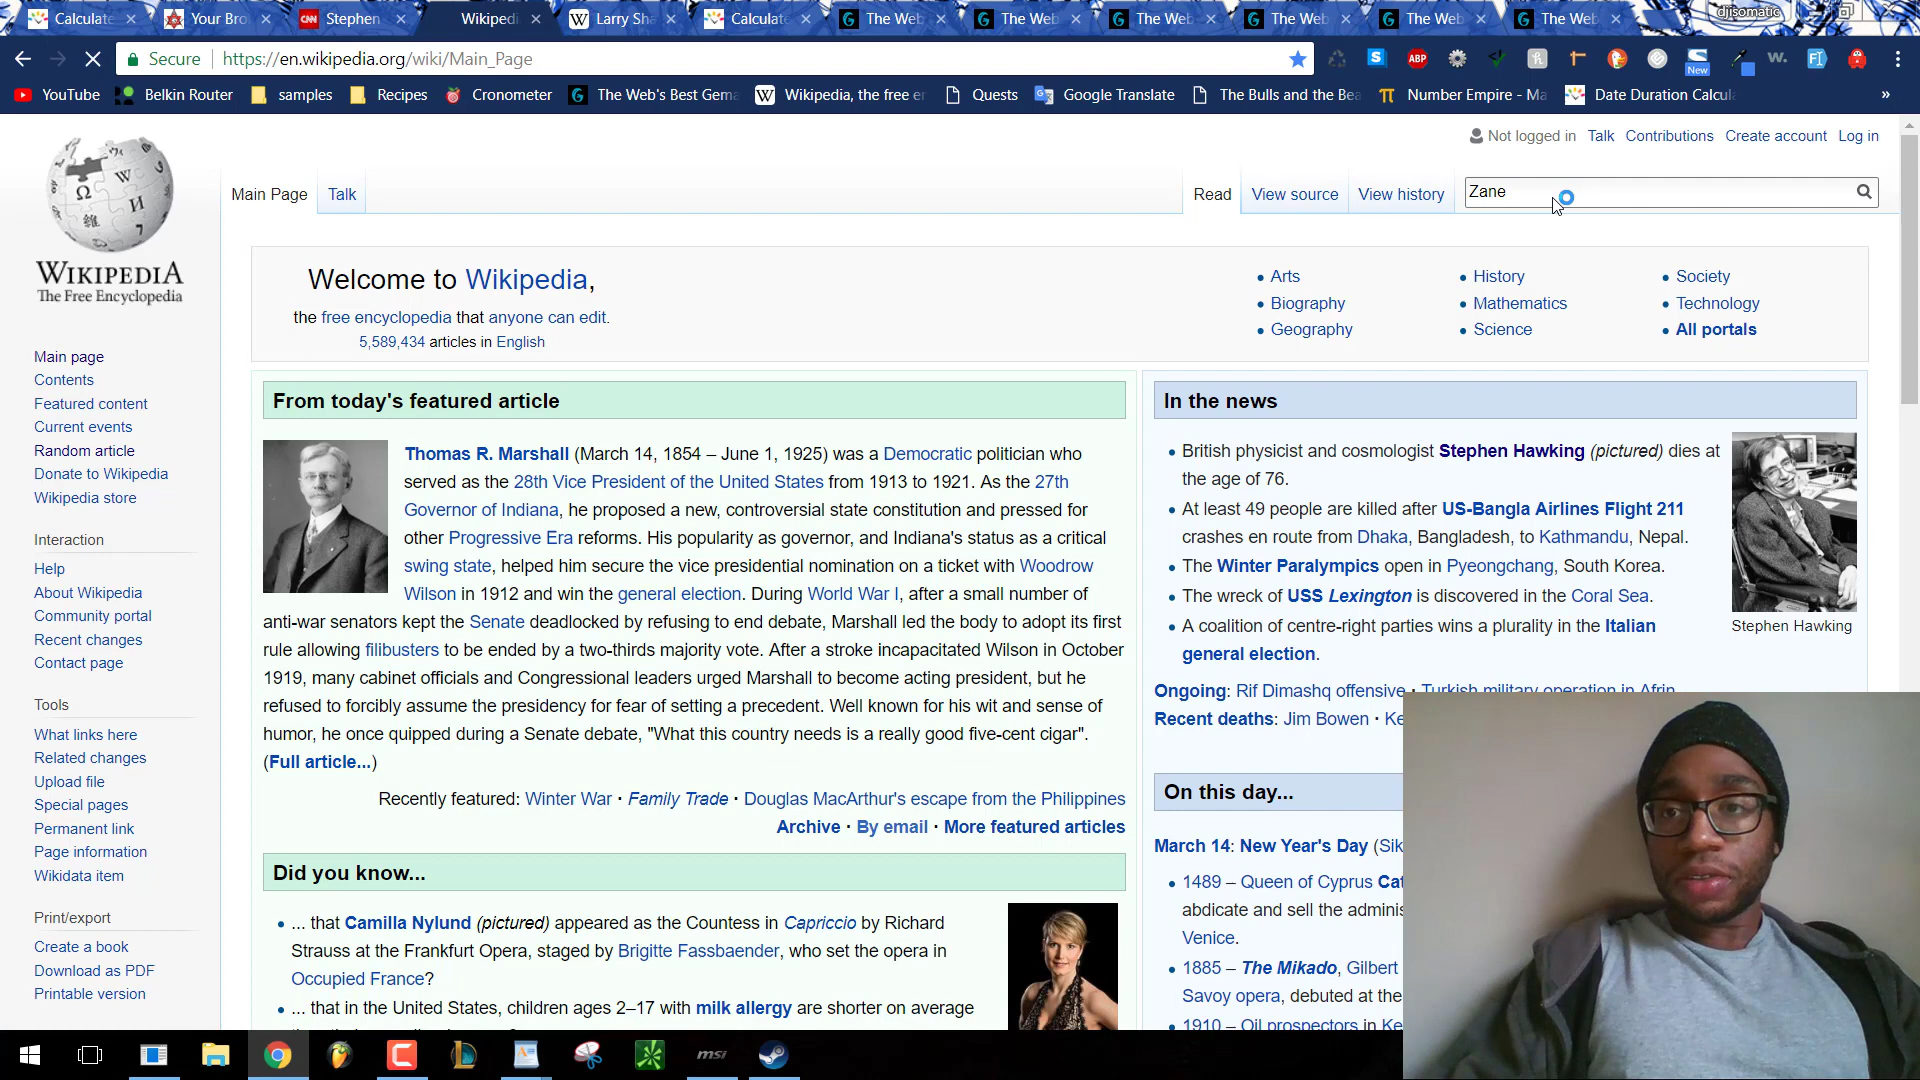 Calculate
Your Bro
CNN Stephen
Wikipedi
W Larry Sha
Calculate
The Web
The Web
The Web
The Web
The Web
The Web
djisomatic
Secure https://en.wikipedia.org/wiki/Main_Page
ABP
New
YouTube Belkin Router samples Recipes Cronometer The Web's Best Gema Wikipedia, the free en Quests Google Translate The Bulls and the Bea Number Empire - Ma Date Duration Calcul »
Not logged in Talk Contributions Create account Log in
Main Page Talk Read View source View history Zane
WIKIPEDIA
The Free Encyclopedia
Main page
Contents
Featured content
Current events
Random article
Donate to Wikipedia
Wikipedia store
Interaction
Help
About Wikipedia
Community portal
Recent changes
Contact page
Tools
What links here
Related changes
Upload file
Special pages
Permanent link
Page information
Wikidata item
Print/export
Create a book
Download as PDF
Printable version
Welcome to Wikipedia,
the free encyclopedia that anyone can edit.
5,589,434 articles in English
Arts
Biography
Geography
History
Mathematics
Science
Society
Technology
All portals
From today's featured article
Thomas R. Marshall (March 14, 1854 – June 1, 1925) was a Democratic politician who
served as the 28th Vice President of the United States from 1913 to 1921. As the 27th
Governor of Indiana, he proposed a new, controversial state constitution and pressed for
other Progressive Era reforms. His popularity as governor, and Indiana's status as a critical
swing state, helped him secure the vice presidential nomination on a ticket with Woodrow
Wilson in 1912 and win the general election. During World War I, after a small number of
anti-war senators kept the Senate deadlocked by refusing to end debate, Marshall led the body to adopt its first
rule allowing filibusters to be ended by a two-thirds majority vote. After a stroke incapacitated Wilson in October
1919, many cabinet officials and Congressional leaders urged Marshall to become acting president, but he
refused to forcibly assume the presidency for fear of setting a precedent. Well known for his wit and sense of
humor, he once quipped during a Senate debate, "What this country needs is a really good five-cent cigar".
(Full article...)
Recently featured: Winter War · Family Trade · Douglas MacArthur's escape from the Philippines
Archive · By email · More featured articles
Did you know...
... that Camilla Nylund (pictured) appeared as the Countess in Capriccio by Richard
Strauss at the Frankfurt Opera, staged by Brigitte Fassbaender, who set the opera in
Occupied France?
... that in the United States, children ages 2–17 with milk allergy are shorter on average
In the news
British physicist and cosmologist Stephen Hawking (pictured) dies at
the age of 76.
At least 49 people are killed after US-Bangla Airlines Flight 211
crashes en route from Dhaka, Bangladesh, to Kathmandu, Nepal.
The Winter Paralympics open in Pyeongchang, South Korea.
The wreck of USS Lexington is discovered in the Coral Sea.
A coalition of centre-right parties wins a plurality in the Italian
general election.
Stephen Hawking
Ongoing: Rif Dimashq offensive · Turkish military operation in Afrin
Recent deaths: Jim Bowen · Ke
On this day...
March 14: New Year's Day (Sik
1489 – Queen of Cyprus Cat
abdicate and sell the adminis
Venice.
1885 – The Mikado, Gilbert
Savoy opera, debuted at the
1910 – Oil prospectors in Ke
msi